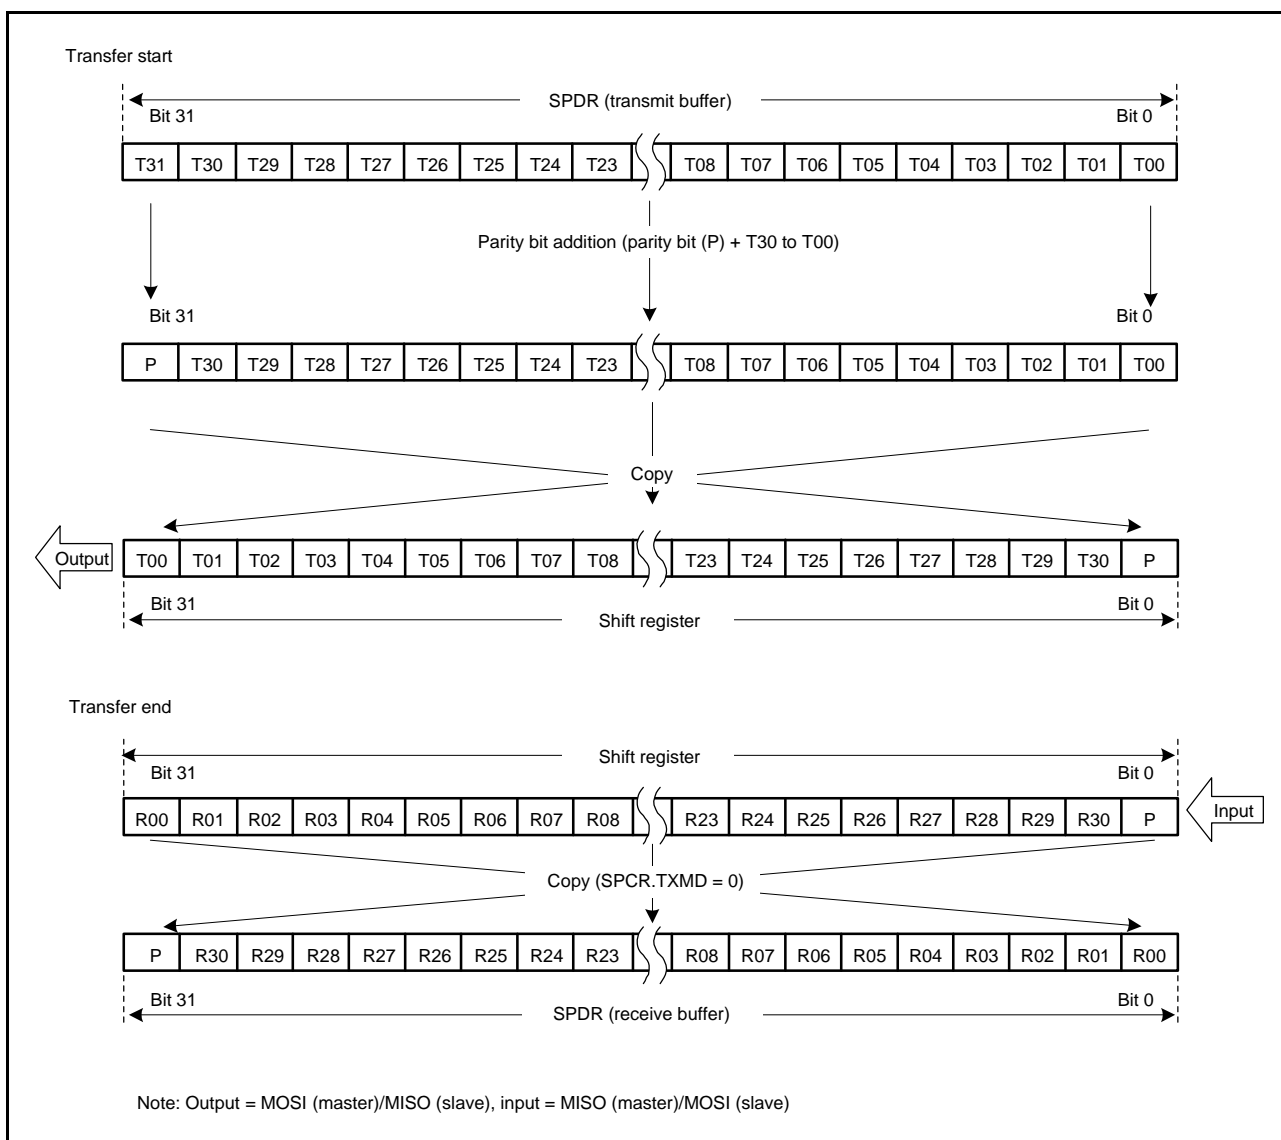 Transfer start
SPDR (transmit buffer)
Bit 31 Bit 0
T31 T30 T29 T28 T27 T26 T25 T24 T23 T08 T07 T06 T05 T04 T03 T02 T01 T00
Parity bit addition (parity bit (P) + T30 to T00)
Bit 31 Bit 0
P T30 T29 T28 T27 T26 T25 T24 T23 T08 T07 T06 T05 T04 T03 T02 T01 T00
Copy
Output T00 T01 T02 T03 T04 T05 T06 T07 T08 T23 T24 T25 T26 T27 T28 T29 T30 P
Bit 31 Bit 0
Shift register
Transfer end
Shift register
Bit 31 Bit 0
R00 R01 R02 R03 R04 R05 R06 R07 R08 R23 R24 R25 R26 R27 R28 R29 R30 P Input
Copy (SPCR.TXMD = 0)
P R30 R29 R28 R27 R26 R25 R24 R23 R08 R07 R06 R05 R04 R03 R02 R01 R00
Bit 31 Bit 0
SPDR (receive buffer)
Note: Output = MOSI (master)/MISO (slave), input = MISO (master)/MOSI (slave)